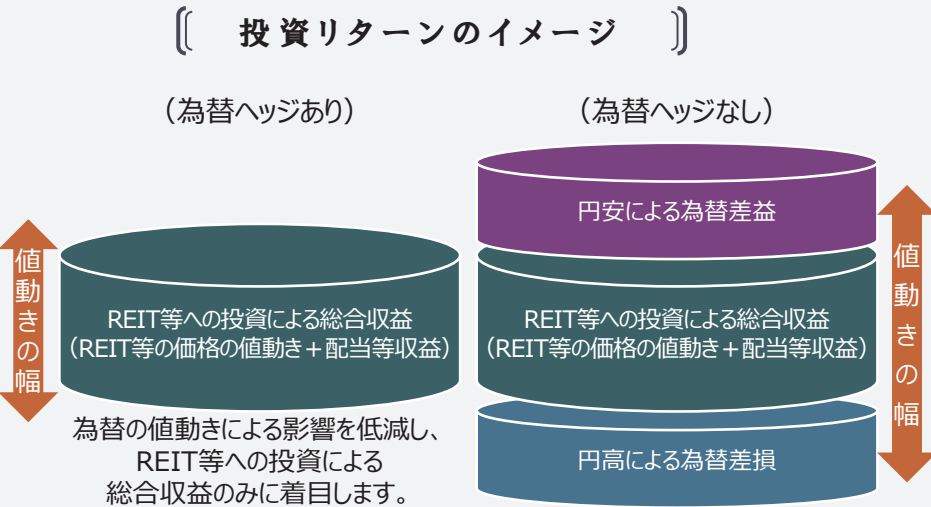 投資リターンのイメージ
（為替ヘッジあり）
（為替ヘッジなし）
値動きの幅
REIT等への投資による総合収益
（REIT等の価格の値動き＋配当等収益）
為替の値動きによる影響を低減し、
REIT等への投資による
総合収益のみに着目します。
円安による為替差益
REIT等への投資による総合収益
（REIT等の価格の値動き＋配当等収益）
円高による為替差損
値動きの幅